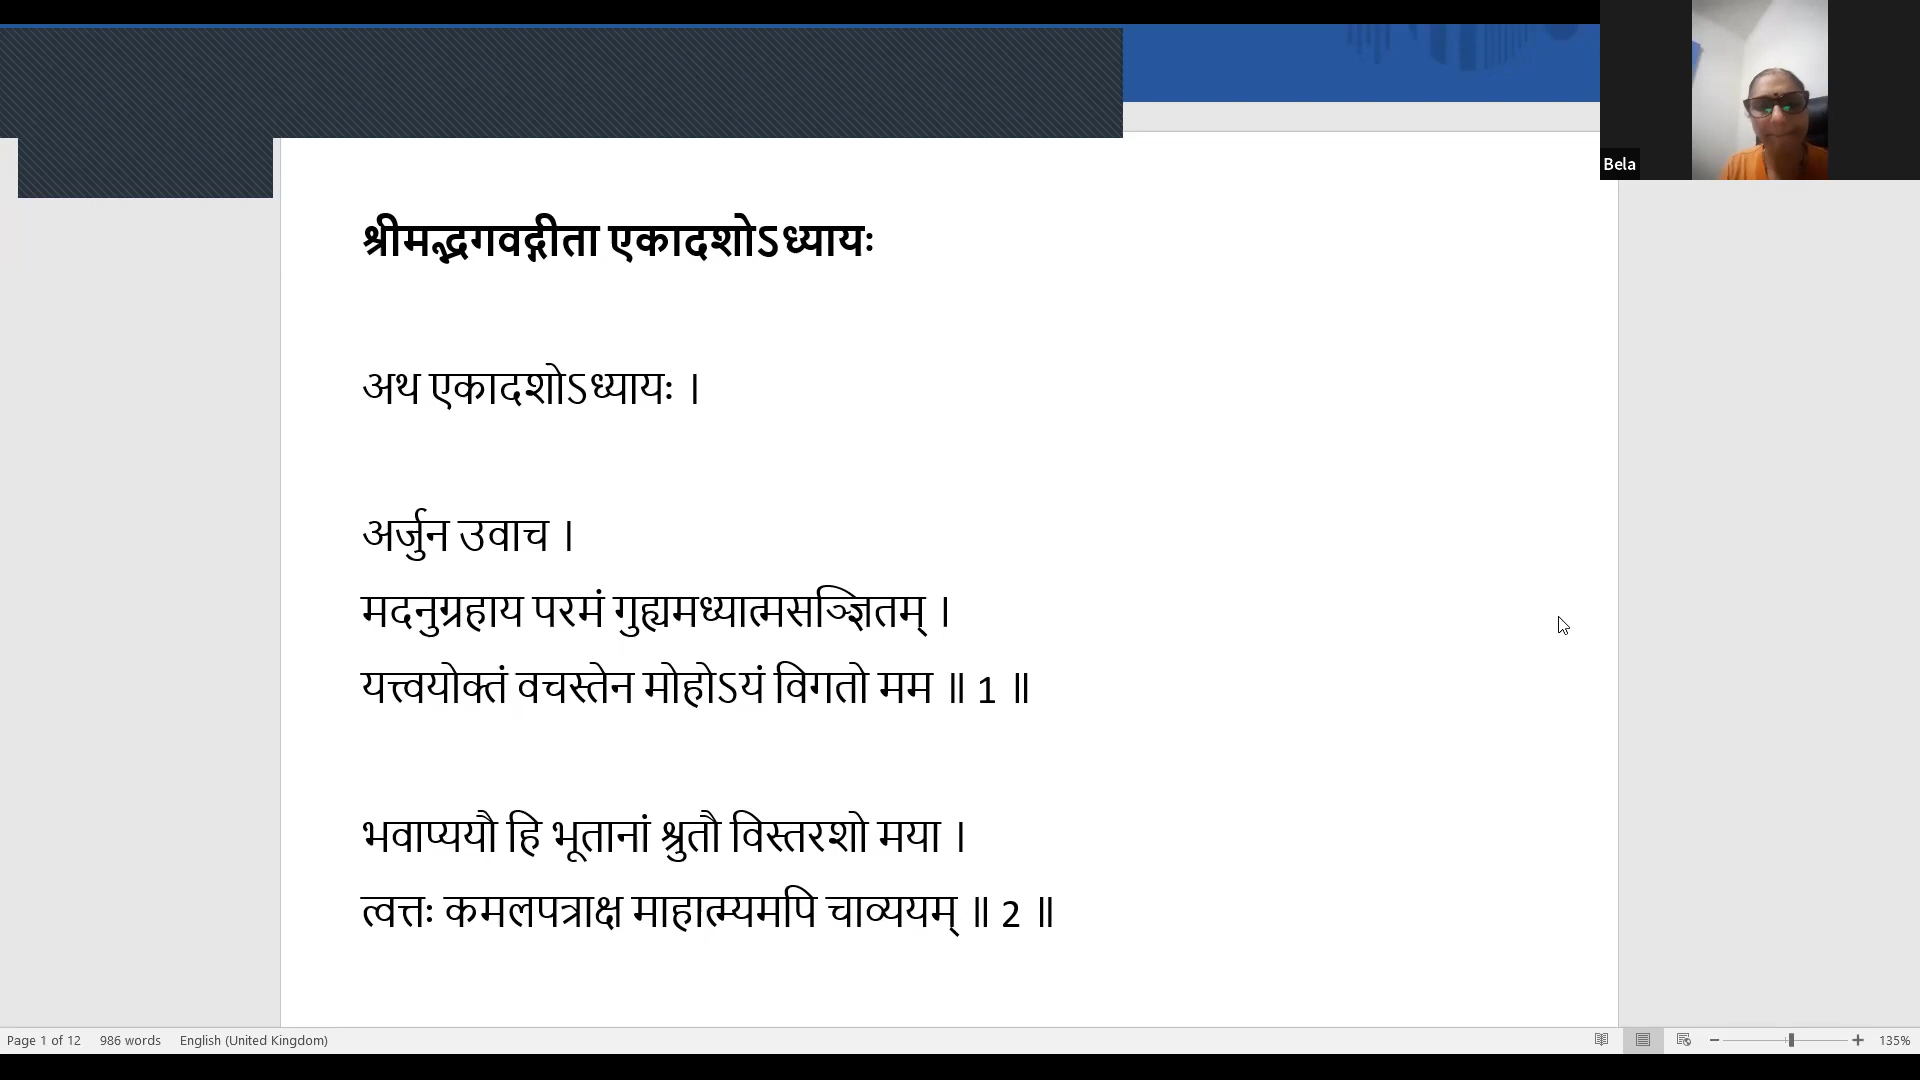 Bela
श्रीमद्भगवद्गीता एकादशोऽध्यायः
अथ एकादशोऽध्यायः ।
अर्जुन उवाच ।
मदनुग्रहाय परमं गुह्यमध्यात्मसञ्ज्ञितम् ।
यत्त्वयोक्तं वचस्तेन मोहोऽयं विगतो मम ॥ 1 ॥
भवाप्ययौ हि भूतानां श्रुतौ विस्तरशो मया ।
त्वत्तः कमलपत्राक्ष माहात्म्यमपि चाव्ययम् ॥ 2 ॥
Page 1 of 12 986 words English (United Kingdom) 135%